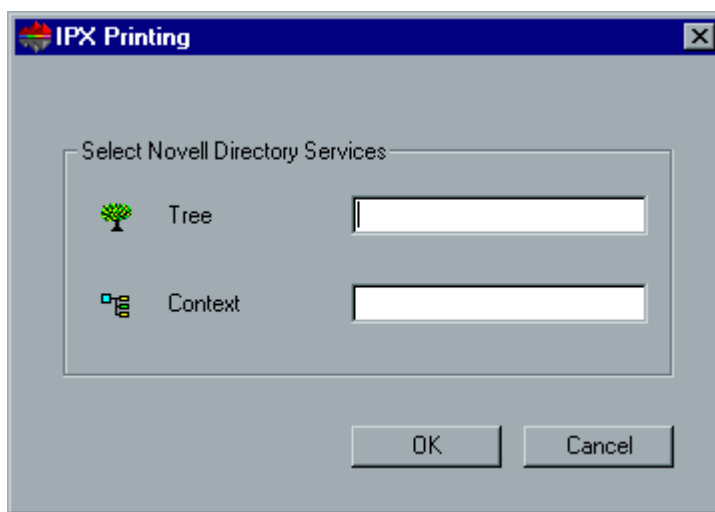 IPX Printing
Select Novell Directory Services
Tree
Context
OK Cancel